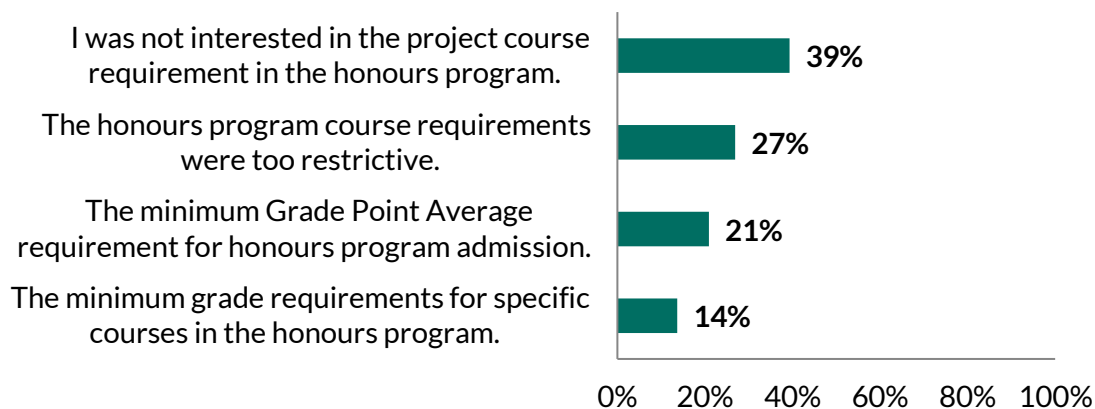 I was not interested in the project course
requirement in the honours program.
39%
The honours program course requirements
were too restrictive.
27%
The minimum Grade Point Average
requirement for honours program admission.
21%
The minimum grade requirements for specific
courses in the honours program.
14%
0% 20% 40% 60% 80% 100%